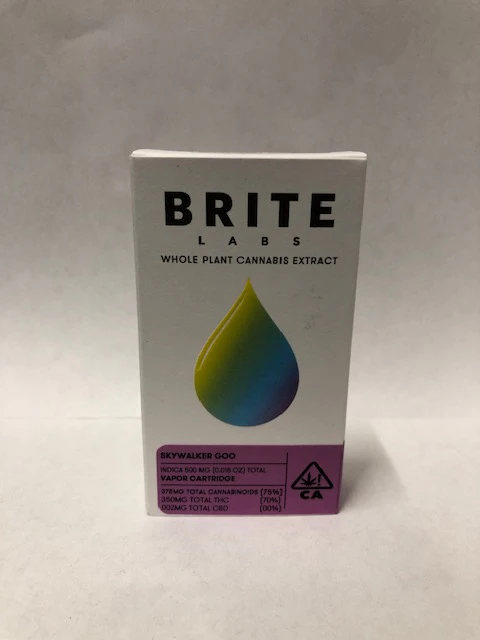 BRITE
LABS
WHOLE PLANT CANNABIS EXTRACT
SKYWALKER GOO
INDICA 500 MG (0.018 OZ) TOTAL
VAPOR CARTRIDGE
375MG TOTAL CANNABINOIDS (75%)
350MG TOTAL THC (70%)
002MG TOTAL CBD (00%)
CA